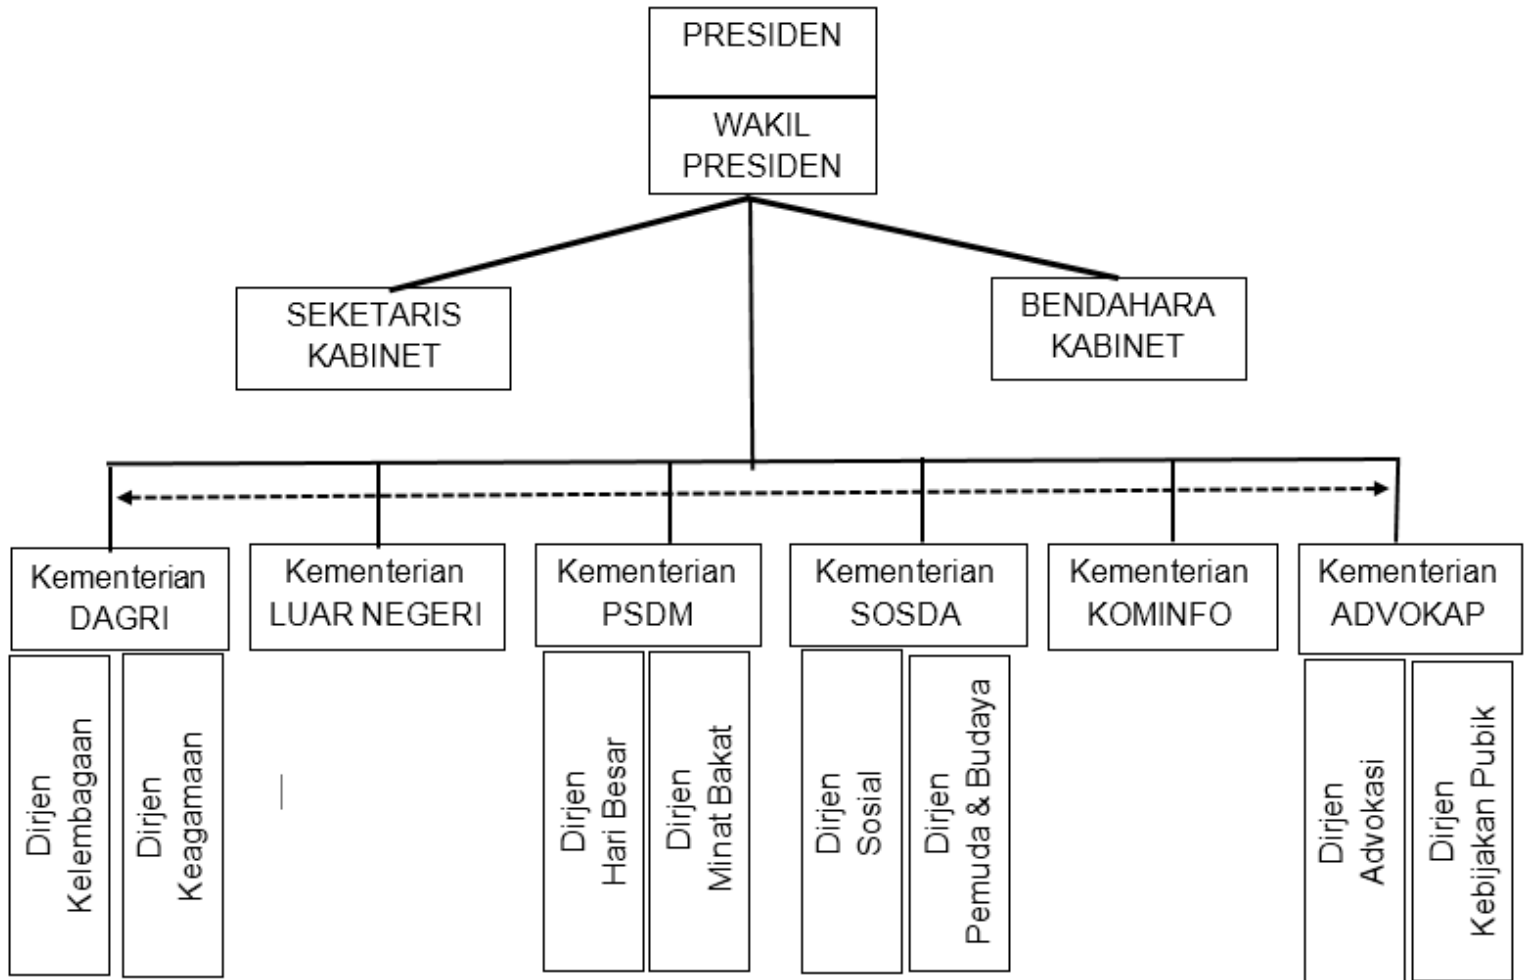 PRESIDEN
WAKIL
PRESIDEN
SEKETARIS
KABINET
BENDAHARA
KABINET
Kementerian
DAGRI
Kementerian
LUAR NEGERI
Kementerian
PSDM
Kementerian
SOSDA
Kementerian
KOMINFO
Kementerian
ADVOKAP
Dirjen
Kelembagaan
Dirjen
Keagamaan
Dirjen
Hari Besar
Dirjen
Minat Bakat
Dirjen
Sosial
Dirjen
Pemuda & Budaya
Dirjen
Advokasi
Dirjen
Kebijakan Pubik